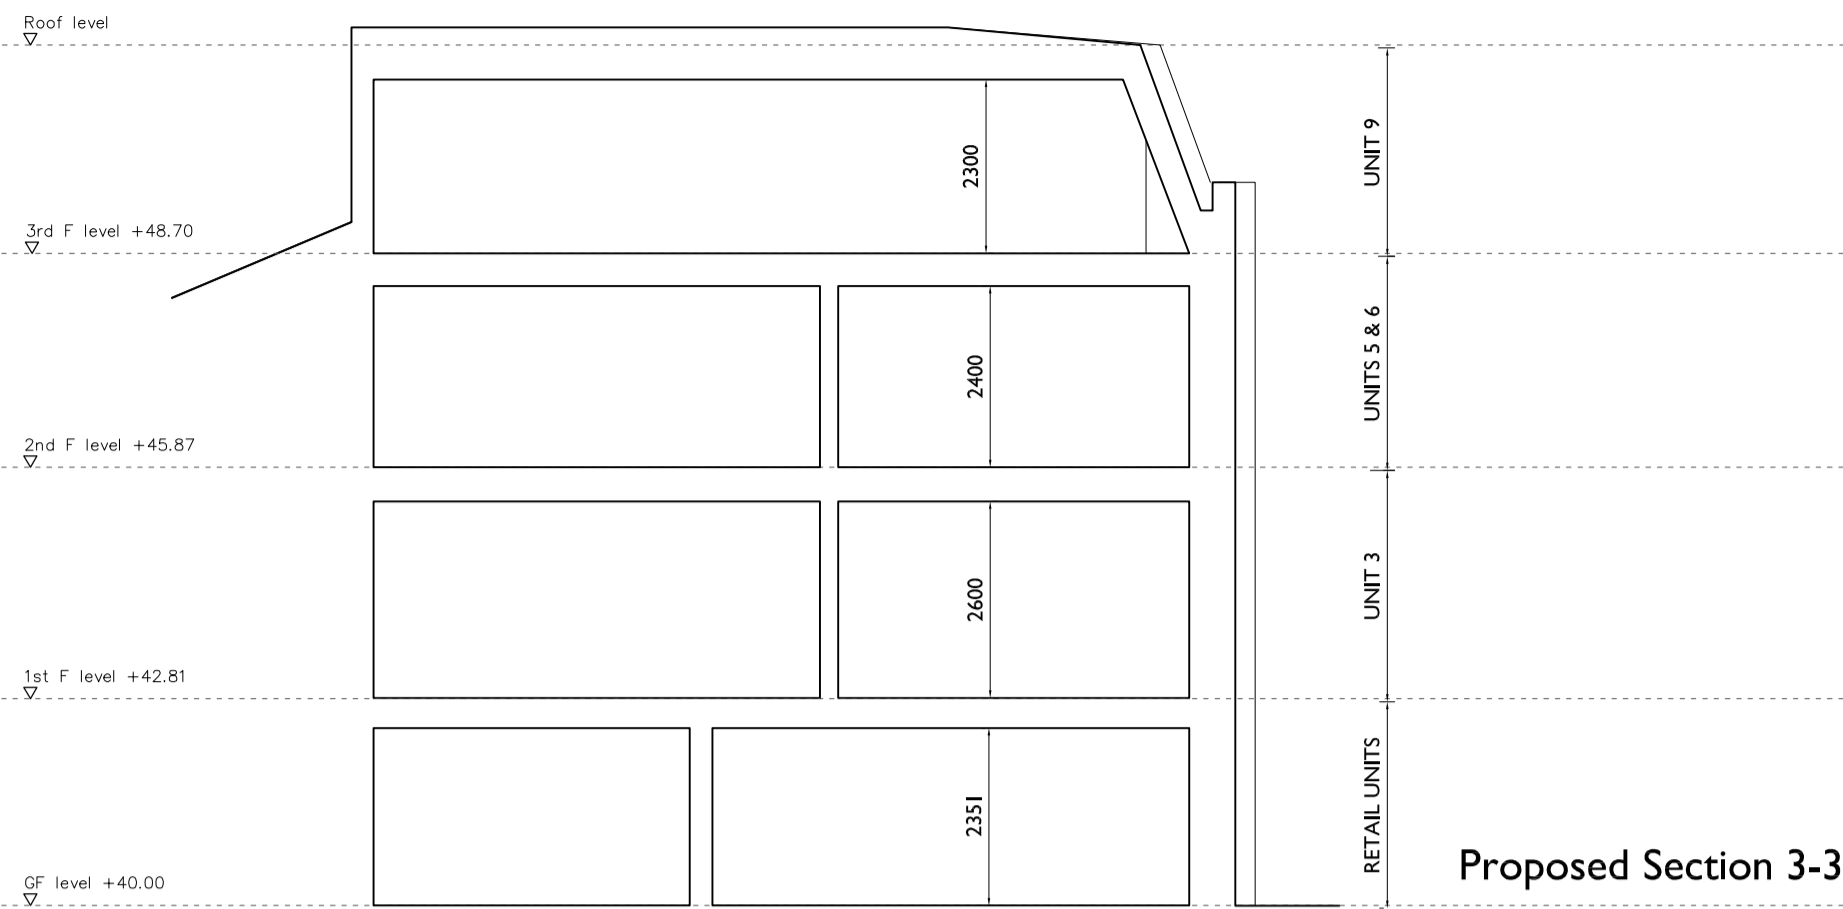 Roof level
UNIT 9
2300
3rd F level +48.70
UNITS 5 & 6
2400
2nd F level +45.87
UNIT 3
2600
1st F level +42.81
RETAIL UNITS
2351
Proposed Section 3-3
GF level +40.00